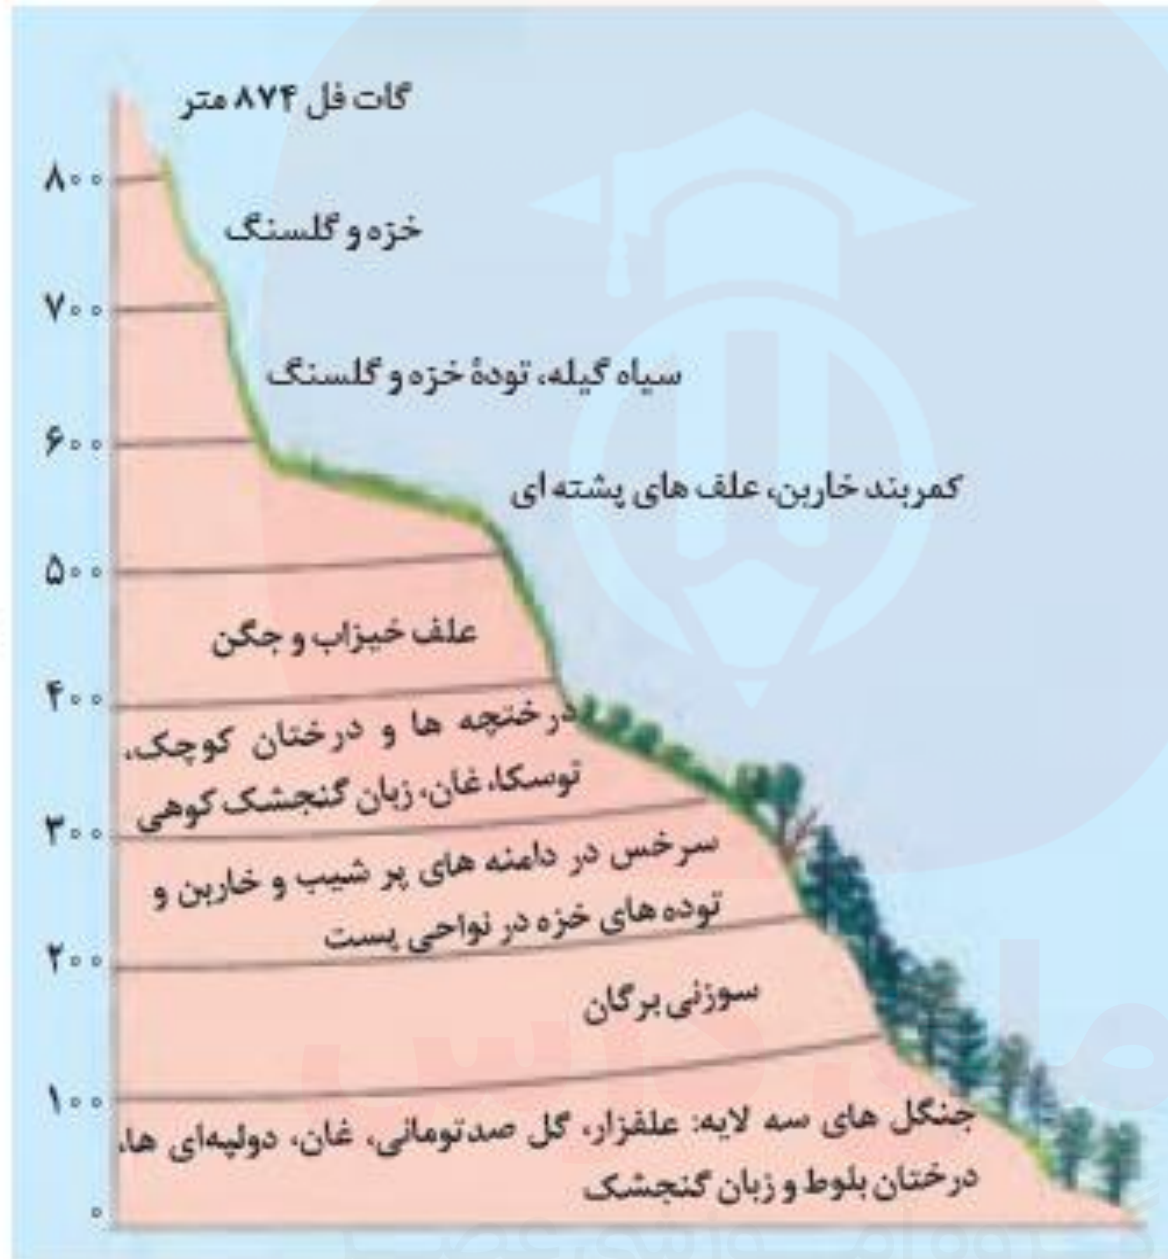 گات فل ۸۷۴ متر
۸۰۰
خزه و گلسنگ
۷۰۰
سیاه گیله، تودهٔ خزه و گلسنگ
۶۰۰
کمربند خاربن، علف های پشته ای
۵۰۰
علف خیزاب و جگن
۴۰۰
درختچه ها و درختان کوچک،
توسکا، غان، زبان گنجشک کوهی
۳۰۰
سرخس در دامنه های پر شیب و خاربن و
توده های خزه در نواحی پست
۲۰۰
سوزنی برگان
۱۰۰
جنگل های سه لایه: علفزار، گل صدتومانی، غان، دولپه‌ای ها،
درختان بلوط و زبان گنجشک
۰